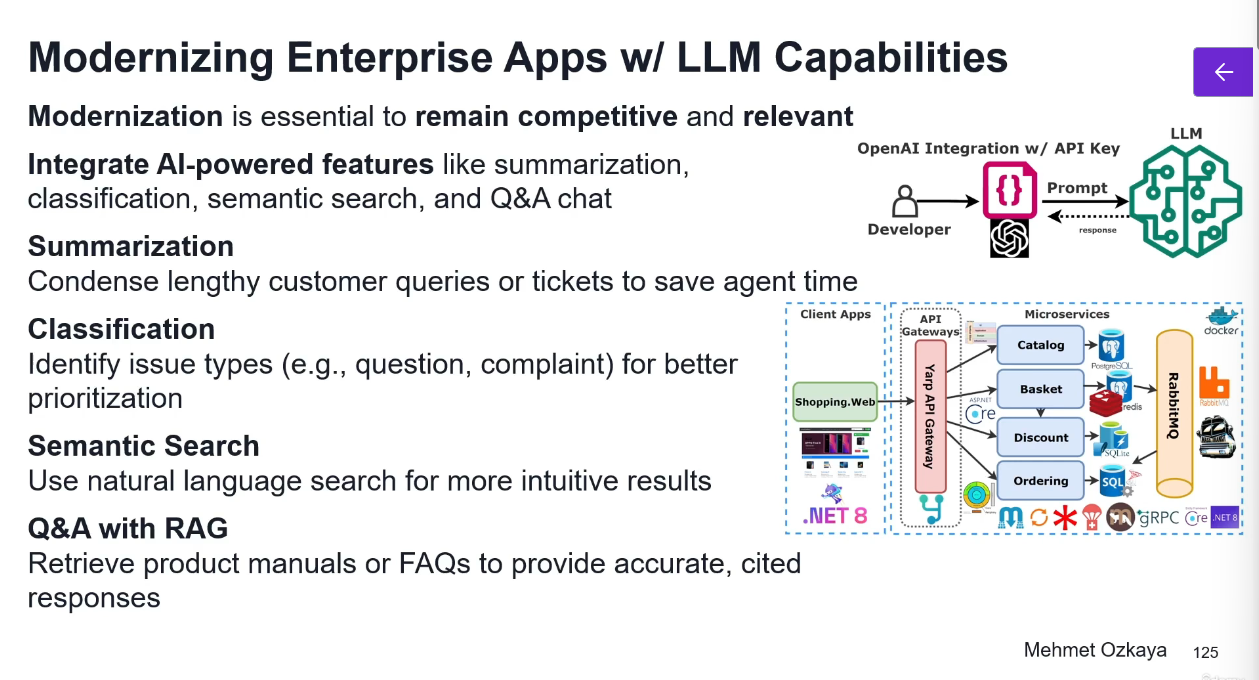 Modernizing Enterprise Apps w/ LLM Capabilities
Modernization is essential to remain competitive and relevant
Integrate AI-powered features like summarization,
classification, semantic search, and Q&A chat
Summarization
Condense lengthy customer queries or tickets to save agent time
Classification
Identify issue types (e.g., question, complaint) for better
prioritization
Semantic Search
Use natural language search for more intuitive results
Q&A with RAG
Retrieve product manuals or FAQs to provide accurate, cited
responses
LLM
OpenAI Integration w/ API Key
Prompt
response
Developer
Client Apps
Shopping.Web
.NET 8
API
Gateways
Yarp API Gateway
Microservices
Catalog
PostgreSQL
Basket
redis
ASP.NET
Core
Discount
SQLite
Ordering
SQL
RabbitMQ
docker
RabbitMQ
gRPC
Core
.NET 8
Mehmet Ozkaya
125